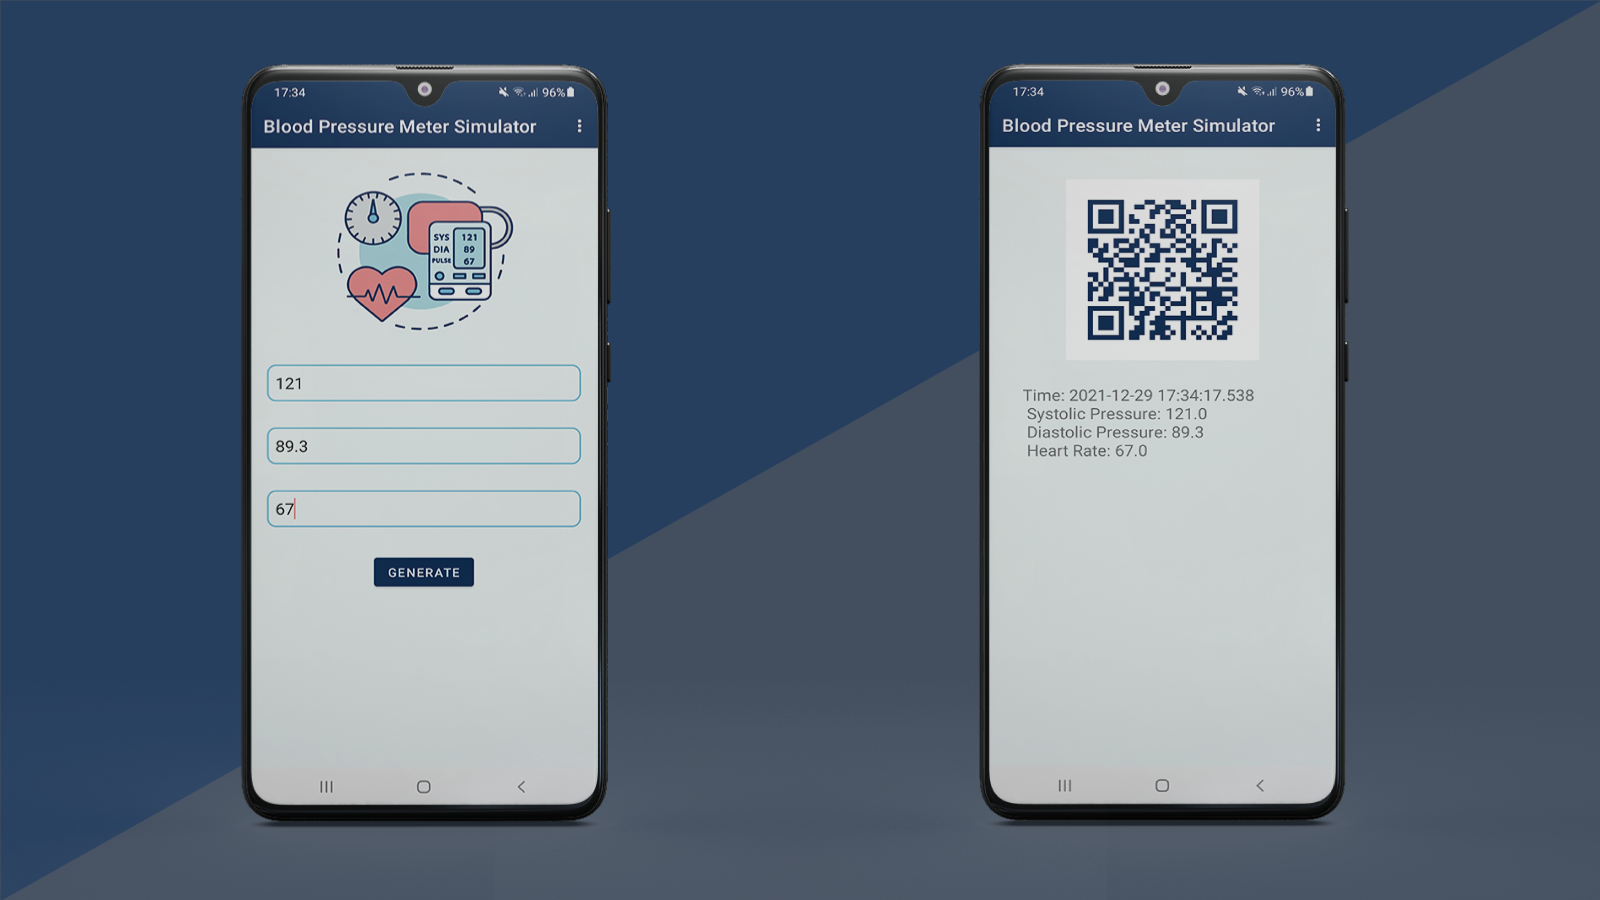 17:34 96%
Blood Pressure Meter Simulator
SYS 121
DIA 89
PULSE 67
121
89.3
67
GENERATE
17:34 96%
Blood Pressure Meter Simulator
Time: 2021-12-29 17:34:17.538
Systolic Pressure: 121.0
Diastolic Pressure: 89.3
Heart Rate: 67.0